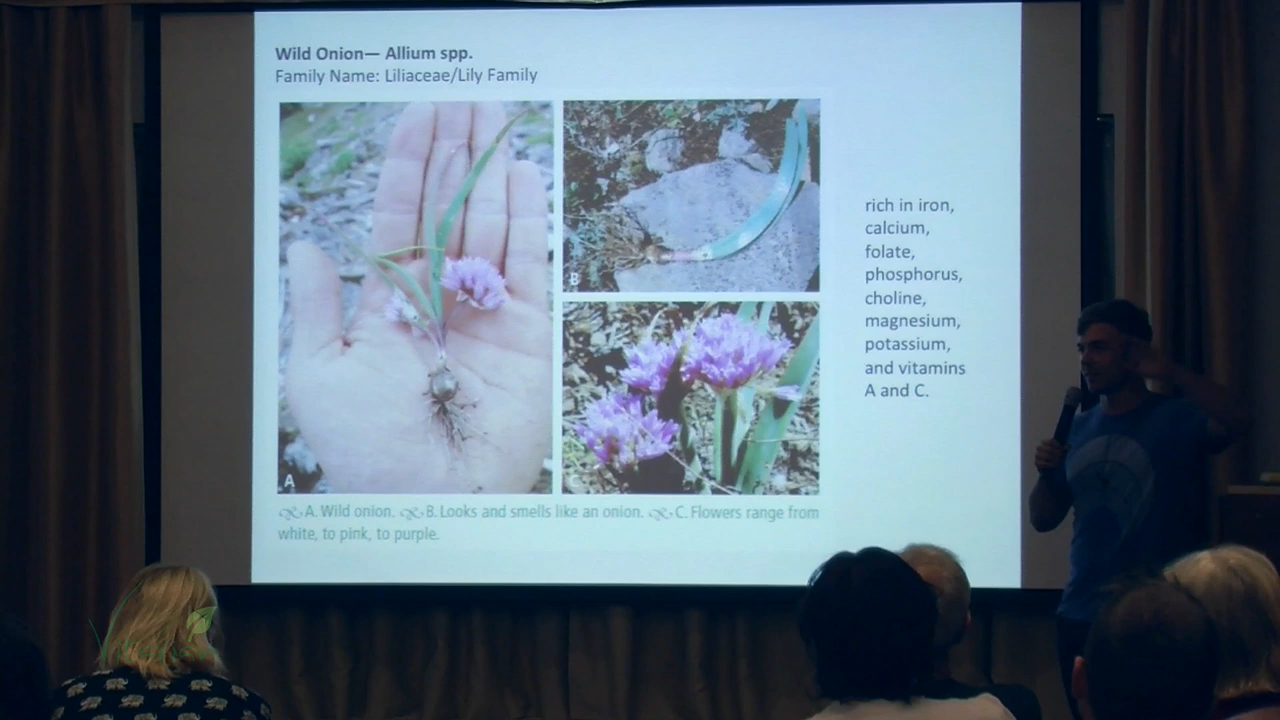 Wild Onion— Allium spp.
Family Name: Liliaceae/Lily Family
A
B
C
rich in iron,
calcium,
folate,
phosphorus,
choline,
magnesium,
potassium,
and vitamins
A and C.
A. Wild onion. B. Looks and smells like an onion. C. Flowers range from
white, to pink, to purple.